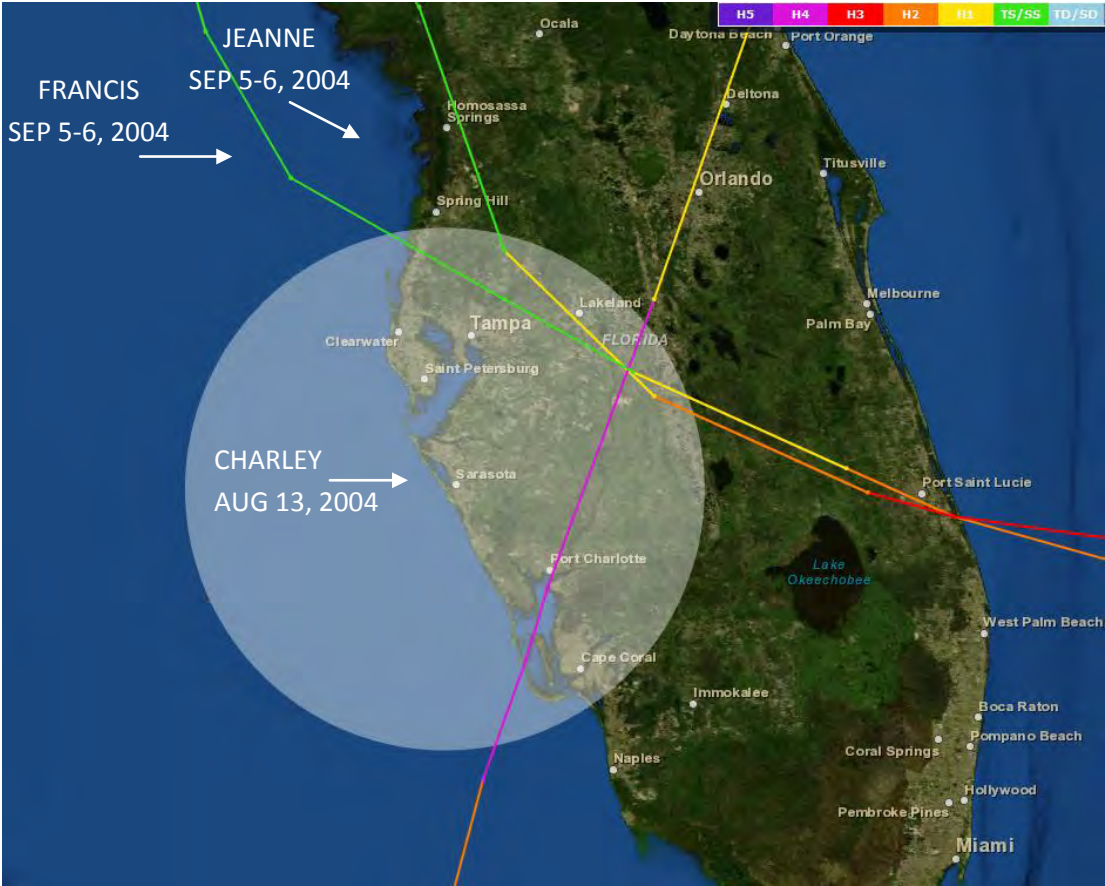 H5 H4 H3 H2 H1 TS/SS TD/SD
Ocala
Daytona Beach
Port Orange
JEANNE
SEP 5-6, 2004
FRANCIS
SEP 5-6, 2004
Deltona
Homosassa
Springs
Titusville
Orlando
Spring Hill
Melbourne
Palm Bay
Lakeland
Tampa
FLORIDA
Clearwater
Saint Petersburg
CHARLEY
AUG 13, 2004
Sarasota
Port Saint Lucie
Port Charlotte
Lake
Okeechobee
West Palm Beach
Cape Coral
Immokalee
Boca Raton
Coral Springs
Pompano Beach
Naples
Hollywood
Pembroke Pines
Miami